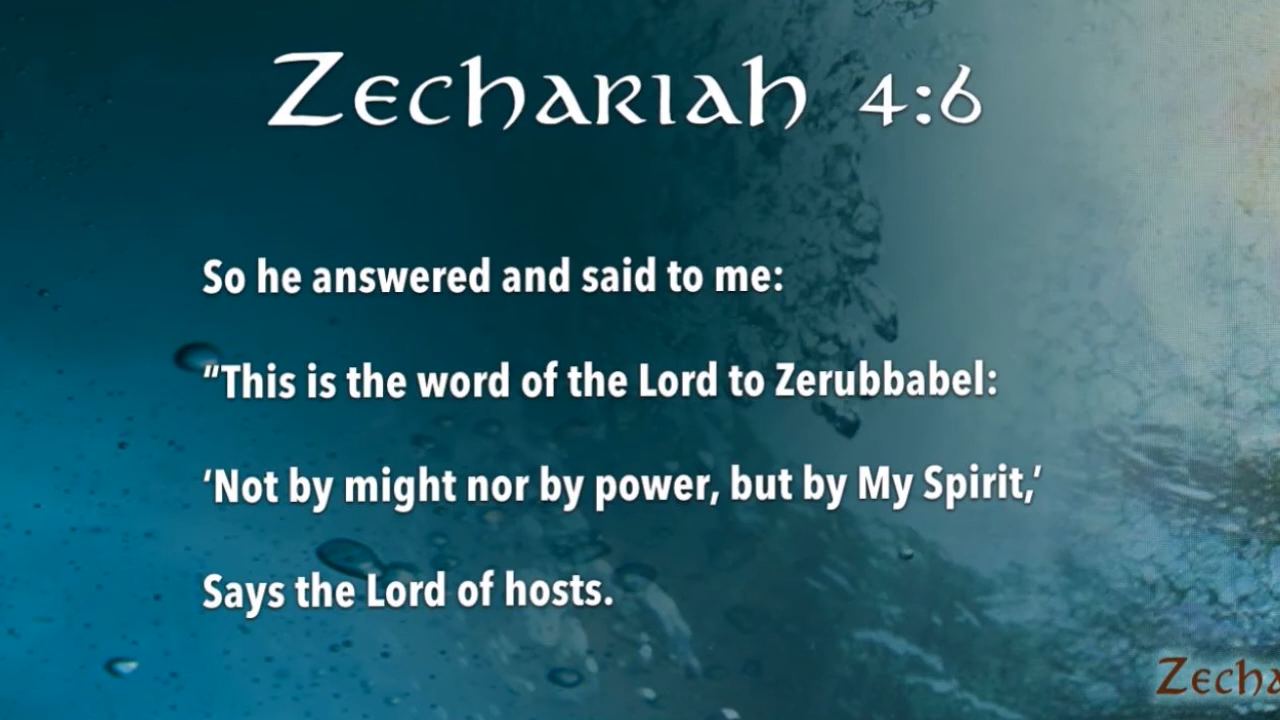 Zechariah 4:6
So he answered and said to me:
“This is the word of the Lord to Zerubbabel:
‘Not by might nor by power, but by My Spirit,’
Says the Lord of hosts.
Zecha